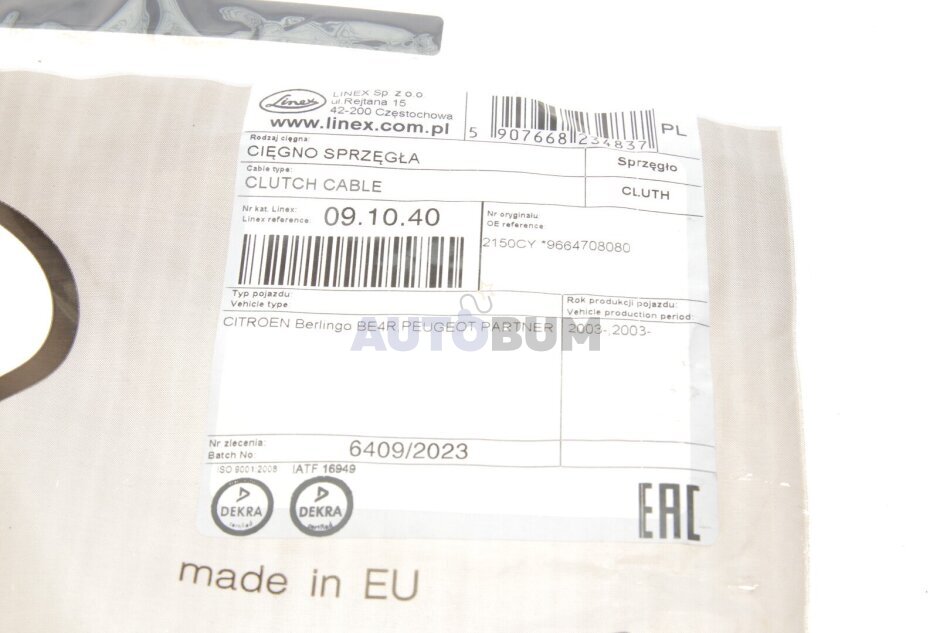 Linex
LINEX Sp. z o.o.
ul.Rejtana 15
42-200 Częstochowa
www.linex.com.pl
5 907668 234837
PL
Rodzaj cięgna:
CIĘGNO SPRZĘGŁA
Sprzęgło
Cable type:
CLUTCH CABLE
CLUTH
Nr kat. Linex:
Linex reference
09.10.40
Nr oryginału:
OE reference:
2150CY *9664708080
Typ pojazdu:
Vehicle type:
Rok produkcji pojazdu:
Vehicle production period:
CITROEN Berlingo BE4R PEUGEOT PARTNER
2003-,2003-
AUTOBUM
Nr zlecenia:
Batch No:
6409/2023
ISO 9001:2008
IATF 16949
DEKRA
DEKRA
EAC
made in EU